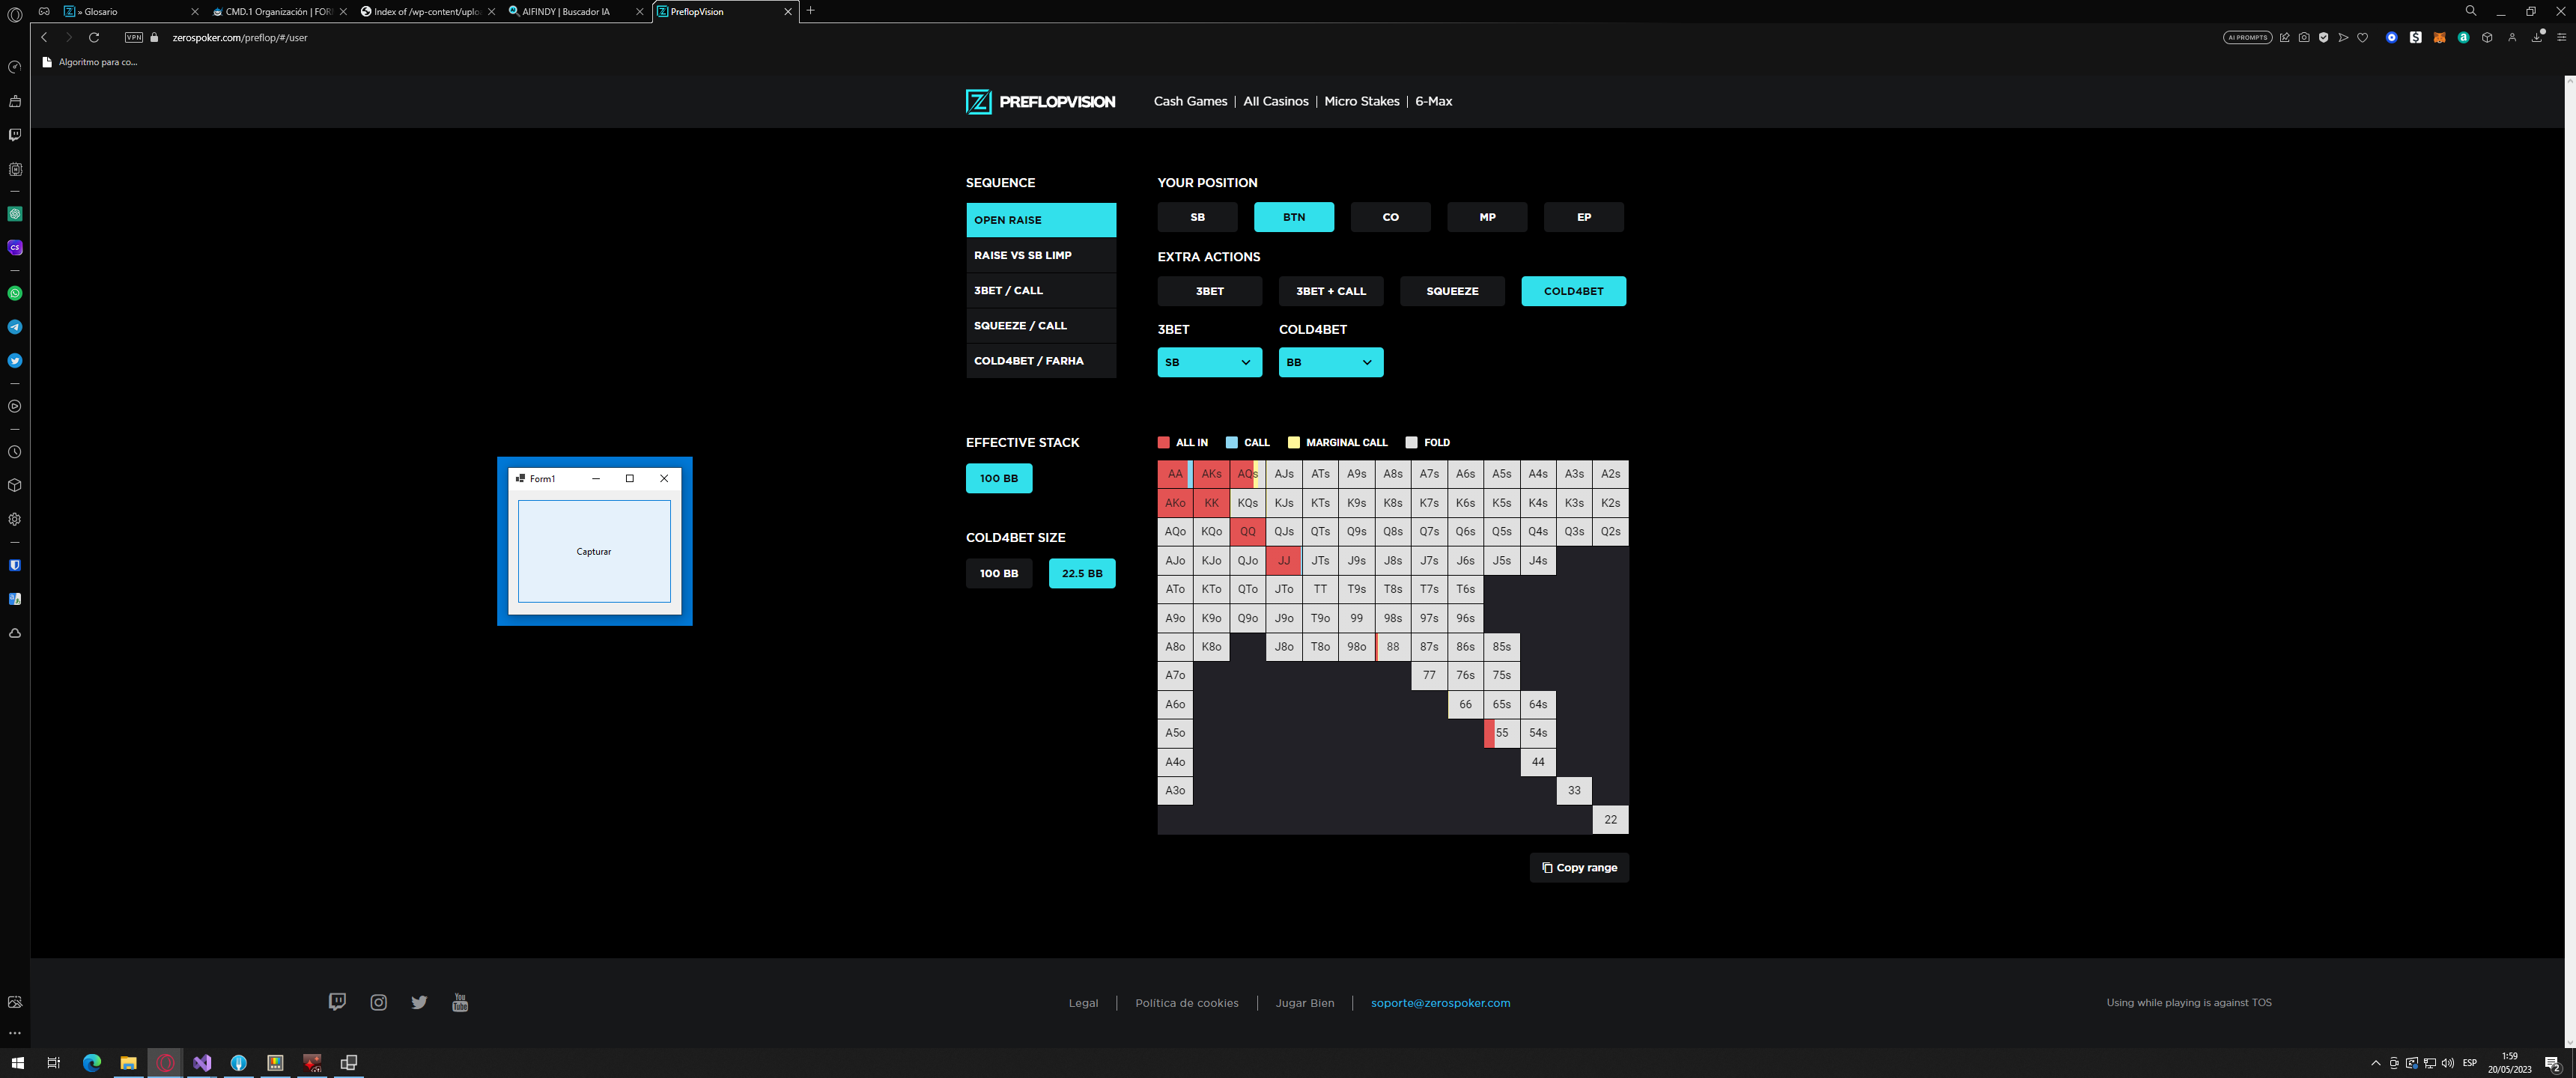 » Glosario
CMD.1 Organización | FOR
Index of /wp-content/uplo
AIFINDY | Buscador IA
PreflopVision
VPN
zerospoker.com/preflop/#/user
AI PROMPTS
Algoritmo para co...
PREFLOPVISION
Cash Games | All Casinos | Micro Stakes | 6-Max
SEQUENCE
OPEN RAISE
RAISE VS SB LIMP
3BET / CALL
SQUEEZE / CALL
COLD4BET / FARHA
YOUR POSITION
SB BTN CO MP EP
EXTRA ACTIONS
3BET 3BET + CALL SQUEEZE COLD4BET
3BET COLD4BET
SB BB
EFFECTIVE STACK
100 BB
COLD4BET SIZE
100 BB 22.5 BB
Form1
Capturar
ALL IN CALL MARGINAL CALL FOLD
AA AKs AQs AJs ATs A9s A8s A7s A6s A5s A4s A3s A2s
AKo KK KQs KJs KTs K9s K8s K7s K6s K5s K4s K3s K2s
AQo KQo QQ QJs QTs Q9s Q8s Q7s Q6s Q5s Q4s Q3s Q2s
AJo KJo QJo JJ JTs J9s J8s J7s J6s J5s J4s
ATo KTo QTo JTo TT T9s T8s T7s T6s
A9o K9o Q9o J9o T9o 99 98s 97s 96s
A8o K8o J8o T8o 98o 88 87s 86s 85s
A7o 77 76s 75s
A6o 66 65s 64s
A5o 55 54s
A4o 44
A3o 33
22
Copy range
Legal | Política de cookies | Jugar Bien | soporte@zerospoker.com
Using while playing is against TOS
ESP
1:59
20/05/2023
2